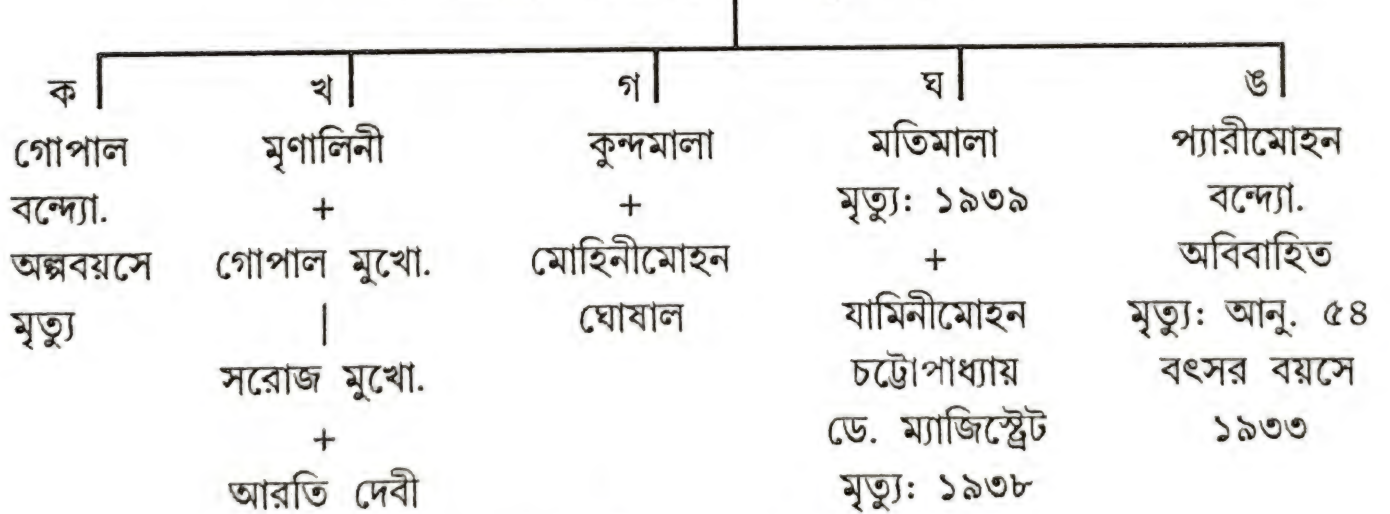 ক
গোপাল
বন্দ্যো.
অল্পবয়সে
মৃত্যু
খ
মৃণালিনী
+
গোপাল মুখো.
|
সরোজ মুখো.
+
আরতি দেবী
গ
কুন্দমালা
+
মোহিনীমোহন
ঘোষাল
ঘ
মতিমালা
মৃত্যু: ১৯৩৯
+
যামিনীমোহন
চট্টোপাধ্যায়
ডে. ম্যাজিস্ট্রেট
মৃত্যু: ১৯৩৮
ঙ
প্যারীমোহন
বন্দ্যো.
অবিবাহিত
মৃত্যু: আনু. ৫৪
বৎসর বয়সে
১৯৩৩